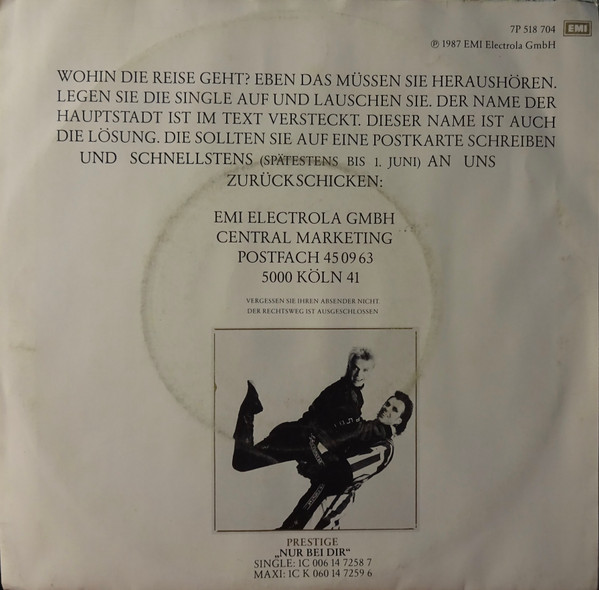 7P 518 704 EMI
℗ 1987 EMI Electrola GmbH
WOHIN DIE REISE GEHT? EBEN DAS MÜSSEN SIE HERAUSHÖREN.
LEGEN SIE DIE SINGLE AUF UND LAUSCHEN SIE. DER NAME DER
HAUPTSTADT IST IM TEXT VERSTECKT. DIESER NAME IST AUCH
DIE LÖSUNG. DIE SOLLTEN SIE AUF EINE POSTKARTE SCHREIBEN
UND SCHNELLSTENS (SPÄTESTENS BIS 1. JUNI) AN UNS
ZURÜCKSCHICKEN:
EMI ELECTROLA GMBH
CENTRAL MARKETING
POSTFACH 45 09 63
5000 KÖLN 41
VERGESSEN SIE IHREN ABSENDER NICHT
DER RECHTSWEG IST AUSGESCHLOSSEN
PRESTIGE
„NUR BEI DIR“
SINGLE: 1C 006 14 7258 7
MAXI: 1C K 060 14 7259 6